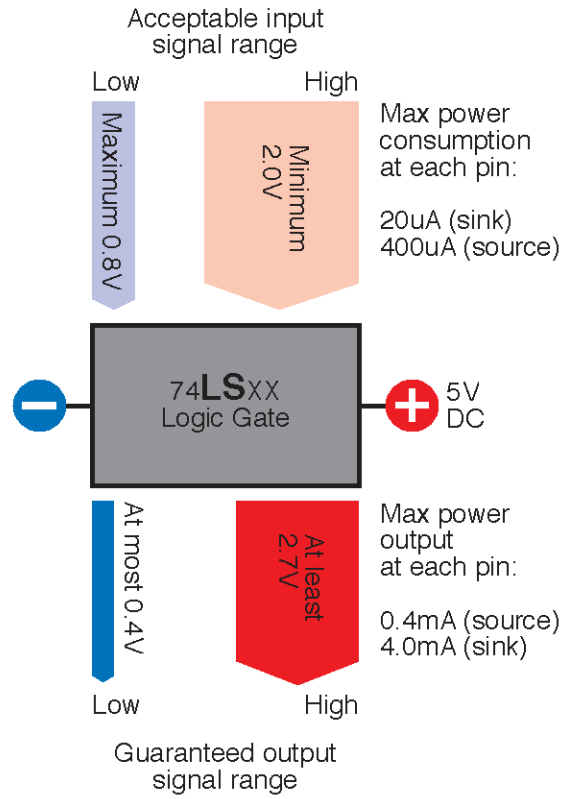 Acceptable input
signal range
Low
High
Maximum 0.8V
Minimum
2.0V
Max power
consumption
at each pin:
20uA (sink)
400uA (source)
74LSXX
Logic Gate
5V
DC
At most 0.4V
At least
2.7V
Max power
output
at each pin:
0.4mA (source)
4.0mA (sink)
Low
High
Guaranteed output
signal range